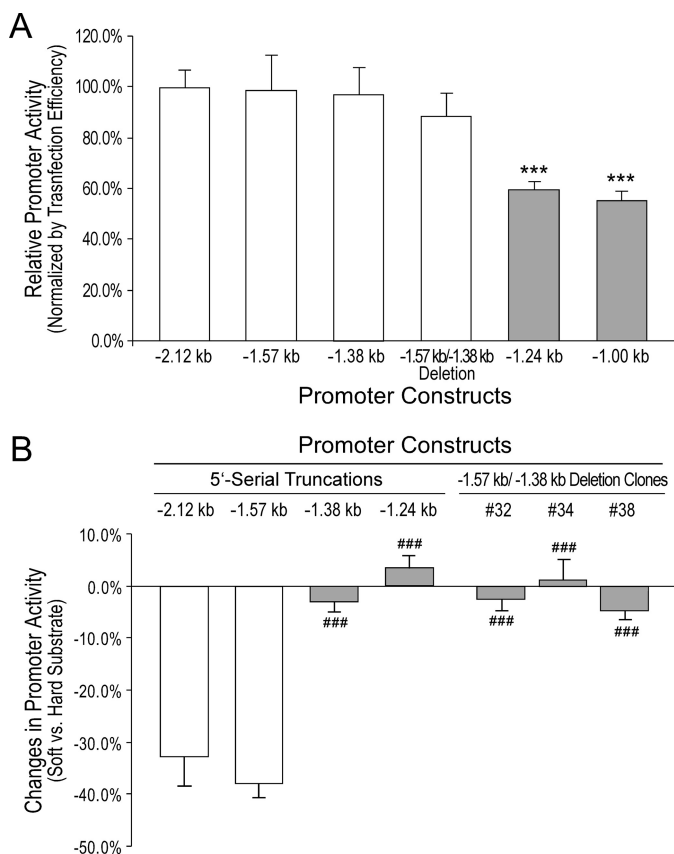 A
Relative Promoter Activity
(Normalized by Trasnfection Efficiency)
120.0%
100.0%
80.0%
60.0%
40.0%
20.0%
0.0%
*** ***
-2.12 kb -1.57 kb -1.38 kb -1.57 kb/-1.38 kb -1.24 kb -1.00 kb
Deletion
Promoter Constructs
B
Promoter Constructs
5'-Serial Truncations -1.57 kb/ -1.38 kb Deletion Clones
-2.12 kb -1.57 kb -1.38 kb -1.24 kb #32 #34 #38
Changes in Promoter Activity
(Soft vs. Hard Substrate)
10.0%
0.0%
-10.0%
-20.0%
-30.0%
-40.0%
-50.0%
### ###
### ### ###